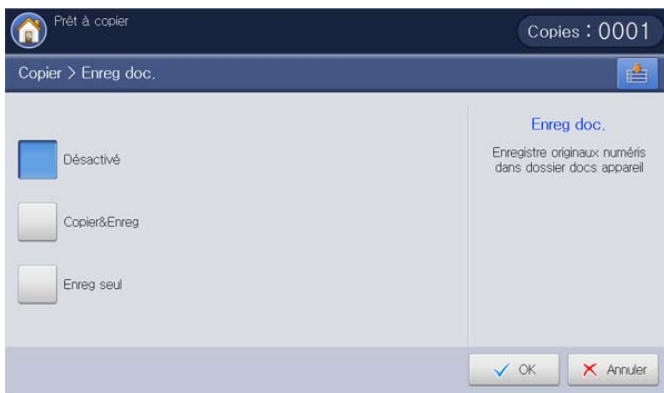 Prêt à copier
Copies : 0001
Copier > Enreg doc.
Enreg doc.
Enregistre originaux numéris
dans dossier docs appareil
Désactivé
Copier&Enreg
Enreg seul
OK
Annuler